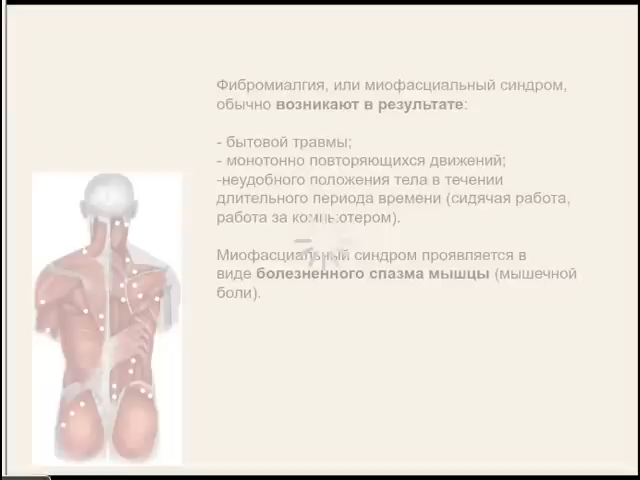 Фибромиалгия, или миофасциальный синдром,
обычно возникают в результате:
- бытовой травмы;
- монотонно повторяющихся движений;
-неудобного положения тела в течении
длительного периода времени (сидячая работа,
работа за компьютером).
Миофасциальный синдром проявляется в
виде болезненного спазма мышцы (мышечной
боли).